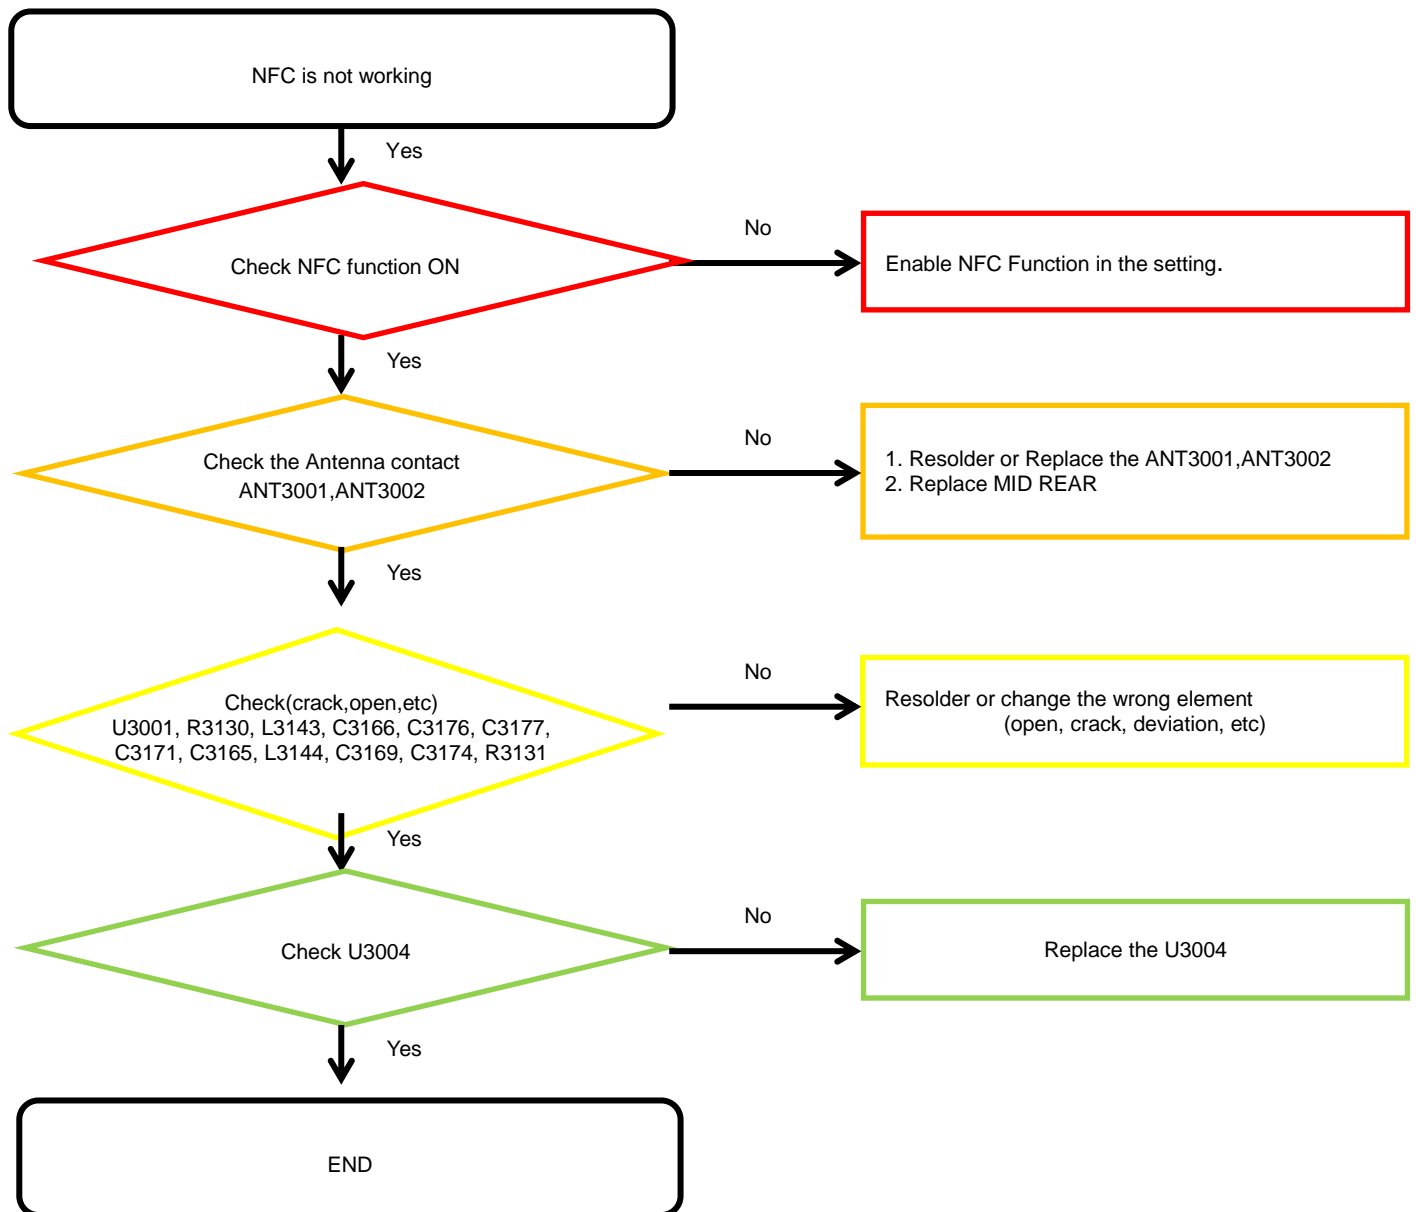 NFC is not working
Yes
Check NFC function ON
No
Enable NFC Function in the setting.
Yes
Check the Antenna contact
ANT3001,ANT3002
No
1. Resolder or Replace the ANT3001,ANT3002
2. Replace MID REAR
Yes
Check(crack,open,etc)
U3001, R3130, L3143, C3166, C3176, C3177,
C3171, C3165, L3144, C3169, C3174, R3131
No
Resolder or change the wrong element
(open, crack, deviation, etc)
Yes
Check U3004
No
Replace the U3004
Yes
END